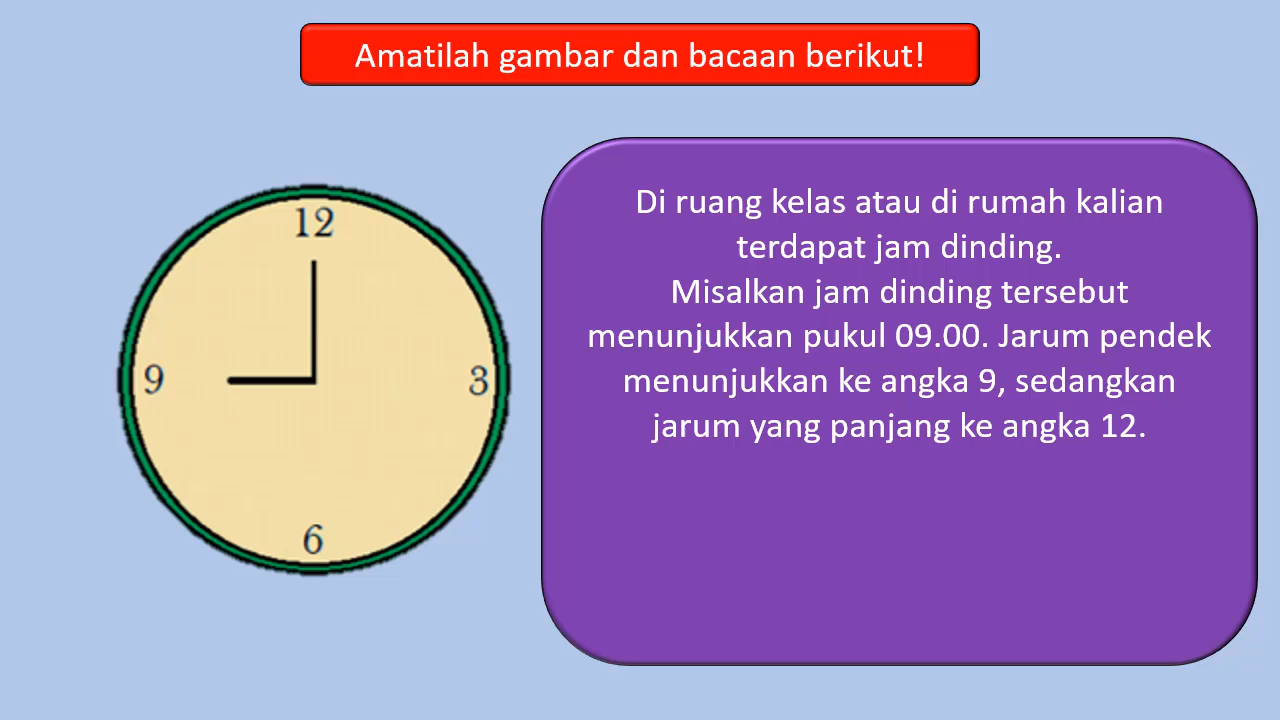 Amatilah gambar dan bacaan berikut!
12
9
3
6
Di ruang kelas atau di rumah kalian
terdapat jam dinding.
Misalkan jam dinding tersebut
menunjukkan pukul 09.00. Jarum pendek
menunjukkan ke angka 9, sedangkan
jarum yang panjang ke angka 12.